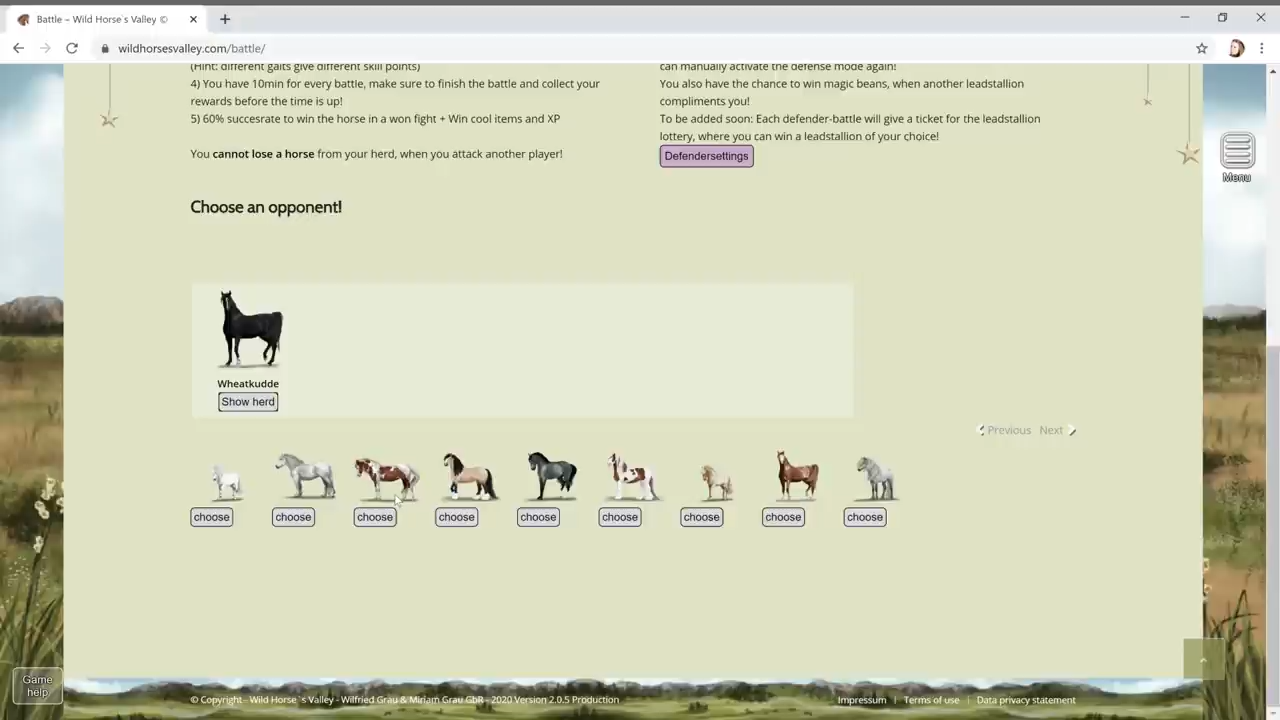 Battle – Wild Horse`s Valley ©
wildhorsesvalley.com/battle/
(Hint: different gaits give different skill points)
4) You have 10min for every battle, make sure to finish the battle and collect your
rewards before the time is up!
5) 60% succesrate to win the horse in a won fight + Win cool items and XP
You cannot lose a horse from your herd, when you attack another player!
can manually activate the defense mode again!
You also have the chance to win magic beans, when another leadstallion
compliments you!
To be added soon: Each defender-battle will give a ticket for the leadstallion
lottery, where you can win a leadstallion of your choice!
Defendersettings
Menu
Choose an opponent!
Wheatkudde
Show herd
Previous Next
choose choose choose choose choose choose choose choose choose
Game
help
© Copyright - Wild Horse`s Valley - Wilfried Grau & Miriam Grau GbR - 2020 Version 2.0.5 Production
Impressum | Terms of use | Data privacy statement